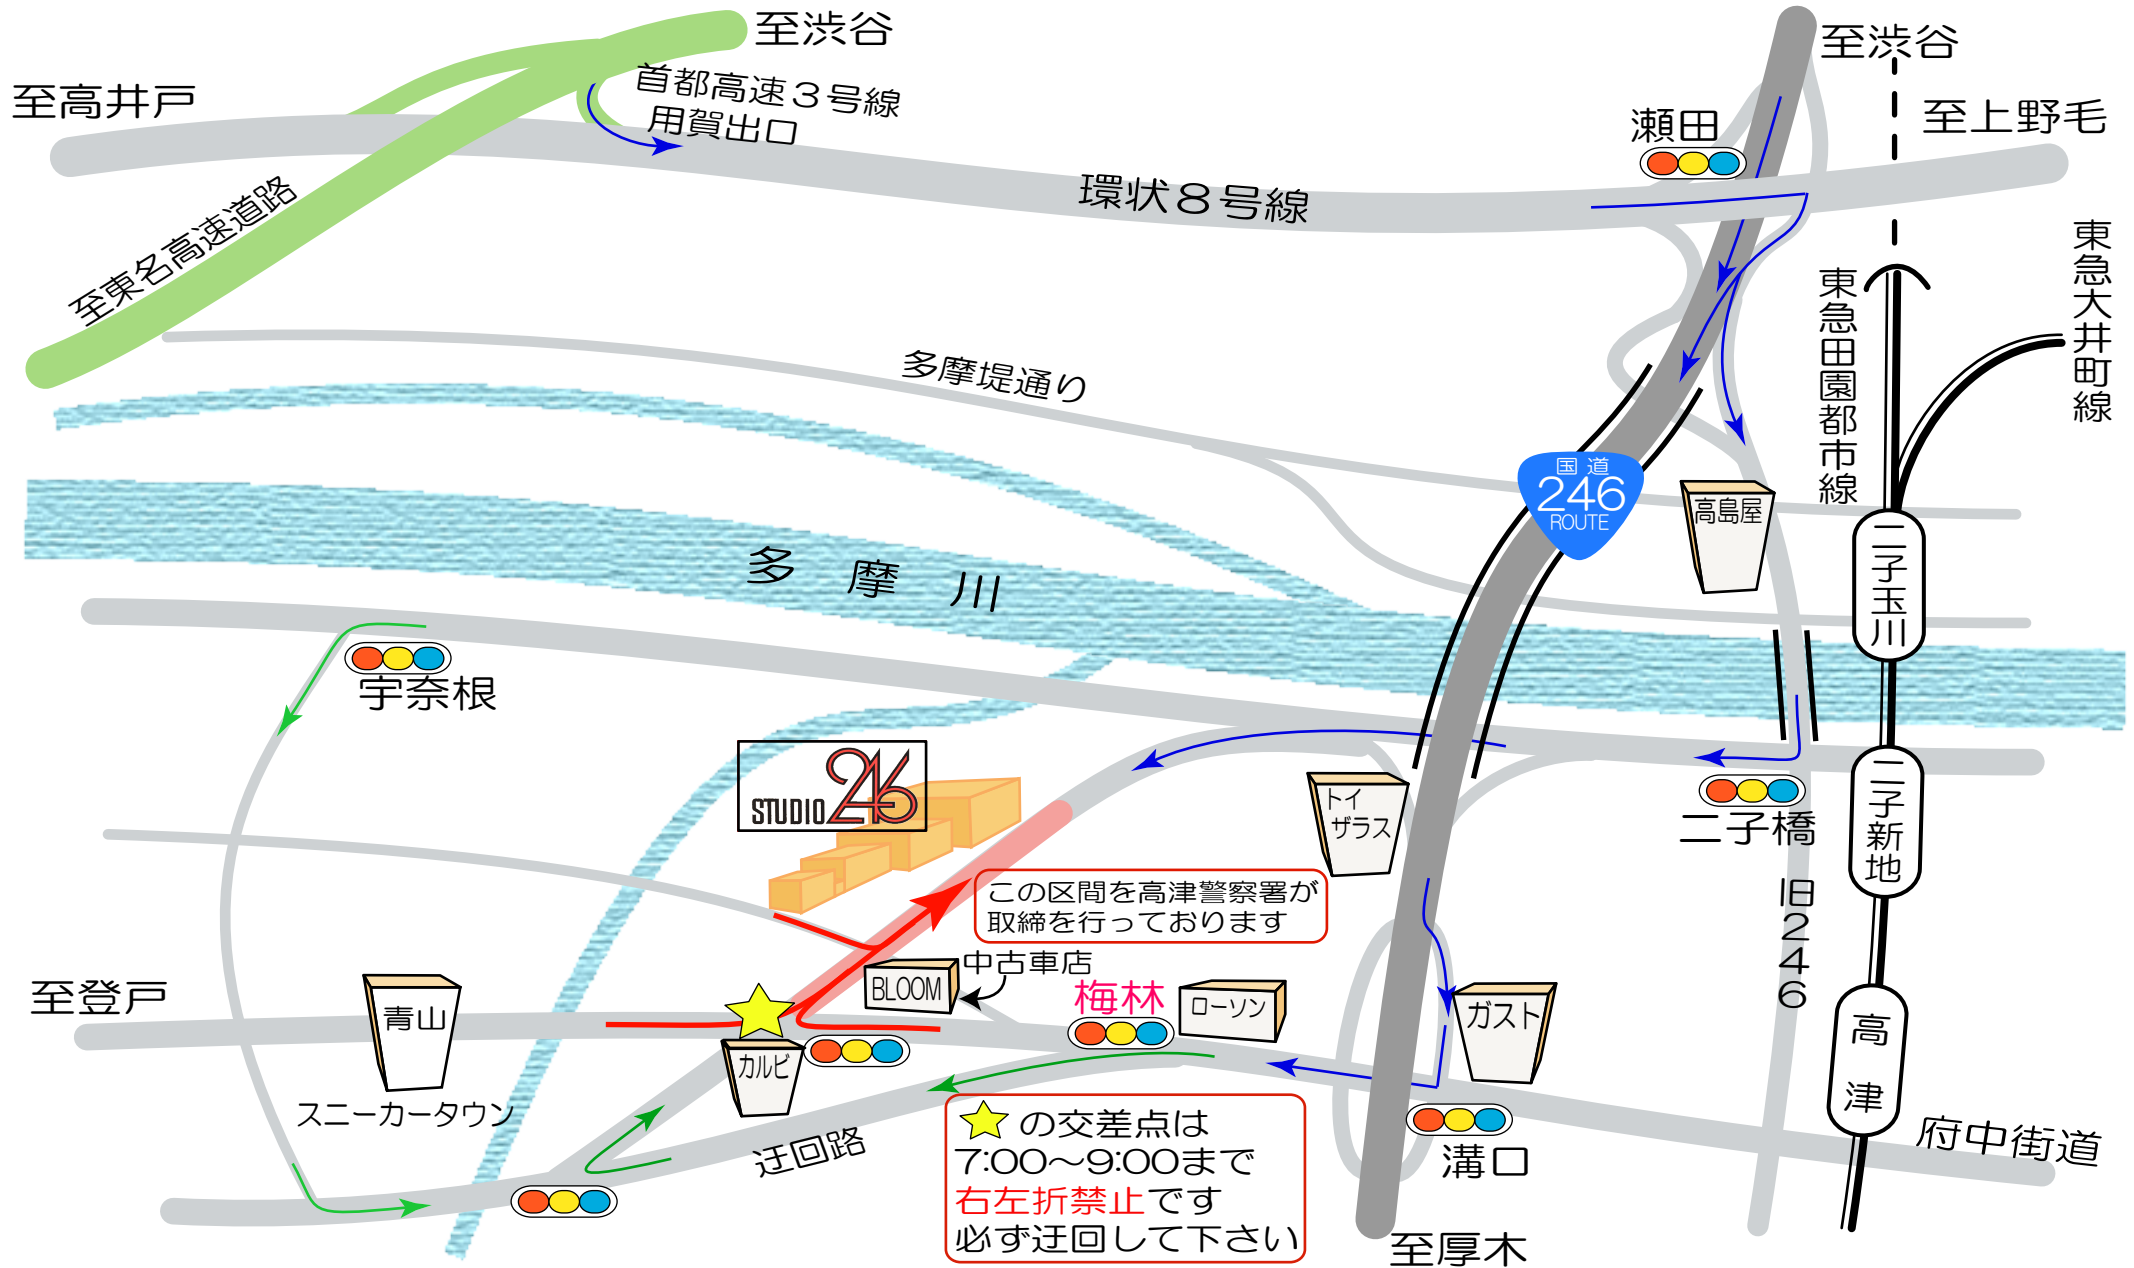 至渋谷
至渋谷
至高井戸
首都高速3号線
用賀出口
瀬田
至上野毛
環状8号線
至東名高速道路
東急大井町線
東急田園都市線
多摩堤通り
国道
246
ROUTE
高島屋
二子玉川
多摩川
宇奈根
STUDIO 246
トイ
ザラス
二子橋
二子新地
旧246
この区間を高津警察署が
取締を行っております
中古車店
BLOOM
梅林
ローソン
ガスト
至登戸
青山
カルビ
高津
スニーカータウン
迂回路
の交差点は
7:00〜9:00まで
右左折禁止です
必ず迂回して下さい
溝口
府中街道
至厚木